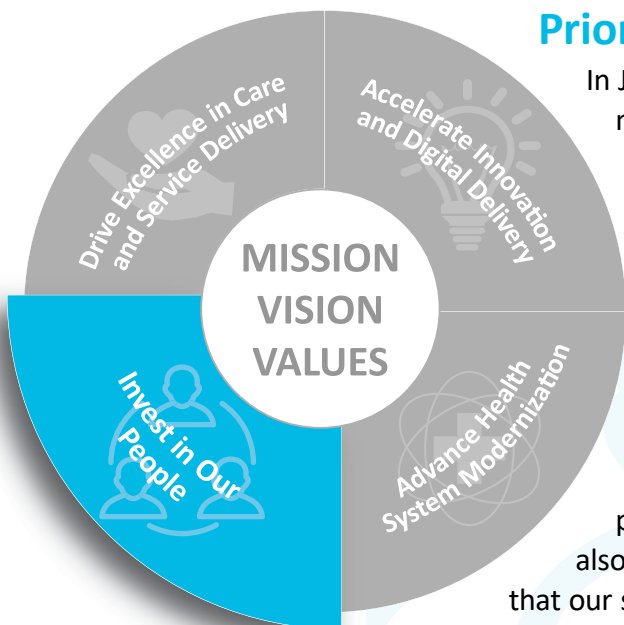 Prior
In J
Drive Excellence in Care
and Service Delivery
Accelerate Innovation
and Digital Delivery
MISSION
VISION
VALUES
Invest in Our
People
Advance Health
System Modernization
p
also
that our s